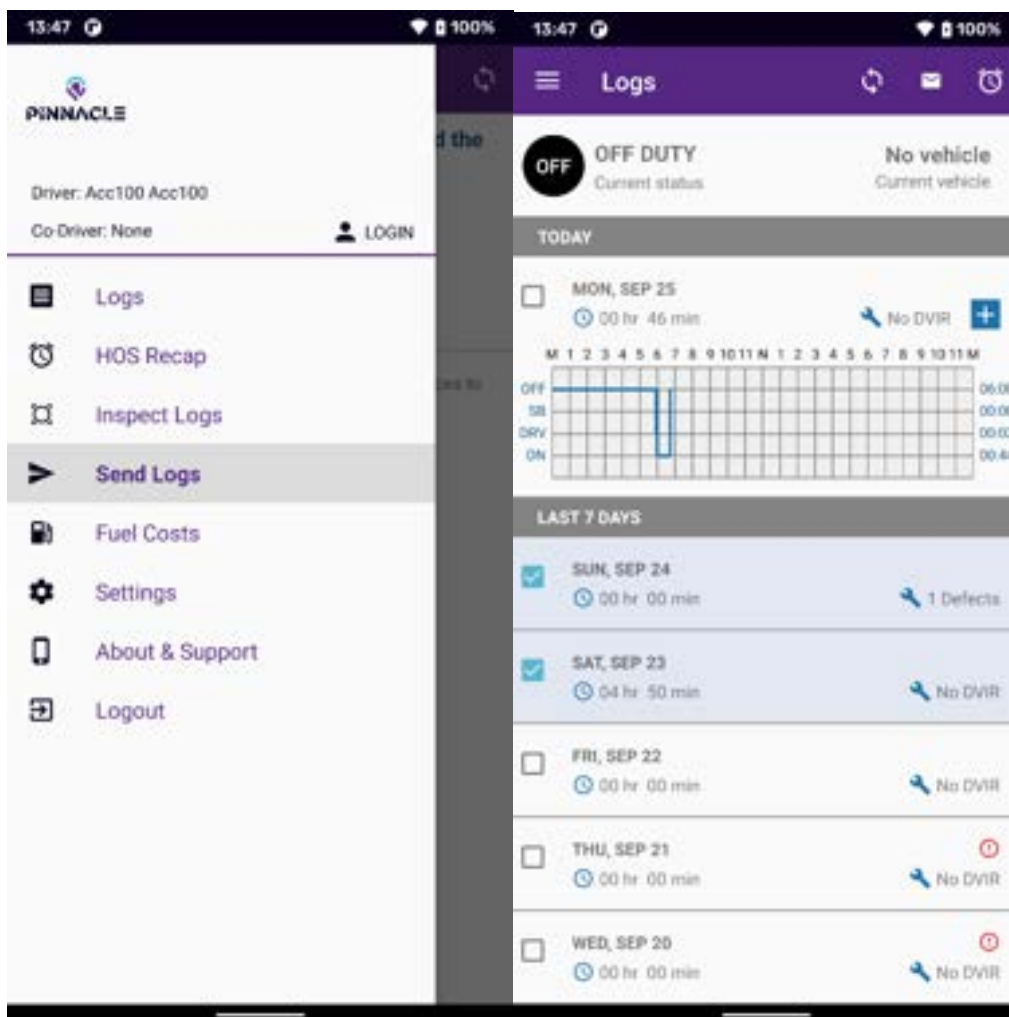 13:47
100%
PINNACLE
d the
Driver: Acc100 Acc100
Co-Driver: None
LOGIN
Logs
HOS Recap
Inspect Logs
Send Logs
Fuel Costs
Settings
About & Support
Logout
13:47
100%
Logs
OFF
OFF DUTY
No vehicle
Current status
Current vehicle
TODAY
MON, SEP 25
00 hr 46 min
No DVIR
M 1 2 3 4 5 6 7 8 9 10 11 N 1 2 3 4 5 6 7 8 9 10 11 M
OFF
SB
DRV
ON
LAST 7 DAYS
SUN, SEP 24
00 hr 00 min
1 Defects
SAT, SEP 23
04 hr 50 min
No DVIR
FRI, SEP 22
00 hr 00 min
No DVIR
THU, SEP 21
00 hr 00 min
No DVIR
WED, SEP 20
00 hr 00 min
No DVIR